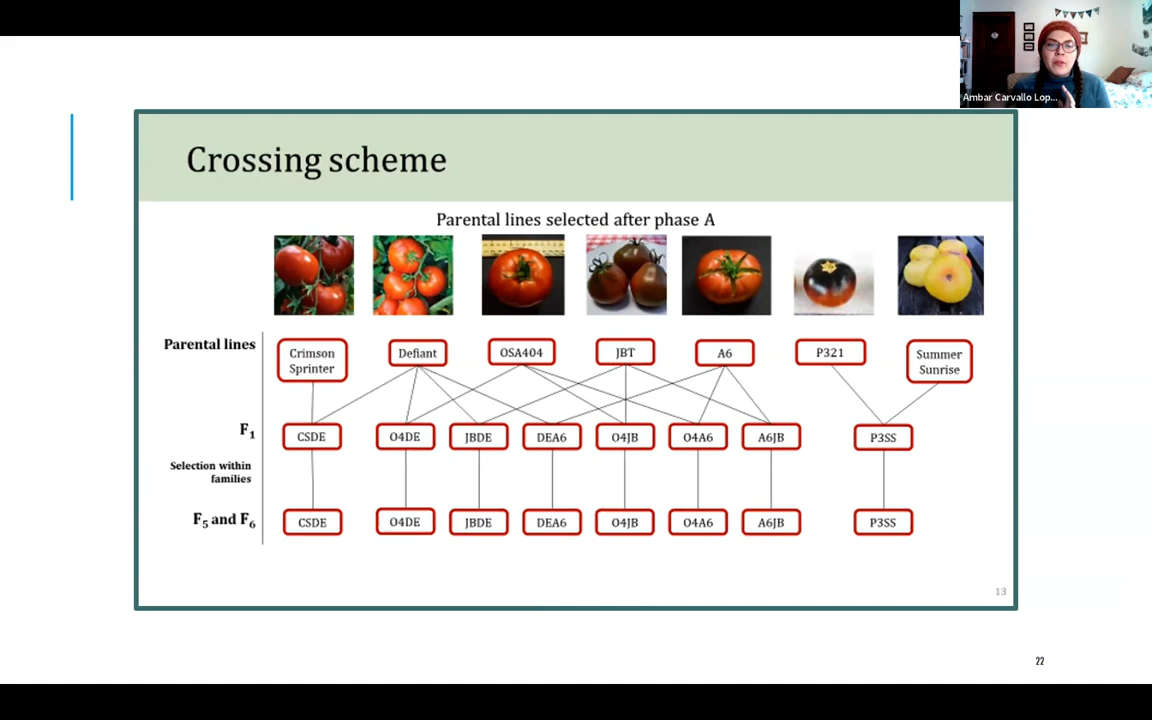 Ambar Carvallo Lop...
Crossing scheme
Parental lines selected after phase A
Parental lines
Crimson
Sprinter
Defiant
OSA404
JBT
A6
P321
Summer
Sunrise
F1
CSDE
O4DE
JBDE
DEA6
O4JB
O4A6
A6JB
P3SS
Selection within
families
F5 and F6
CSDE
O4DE
JBDE
DEA6
O4JB
O4A6
A6JB
P3SS
13
22